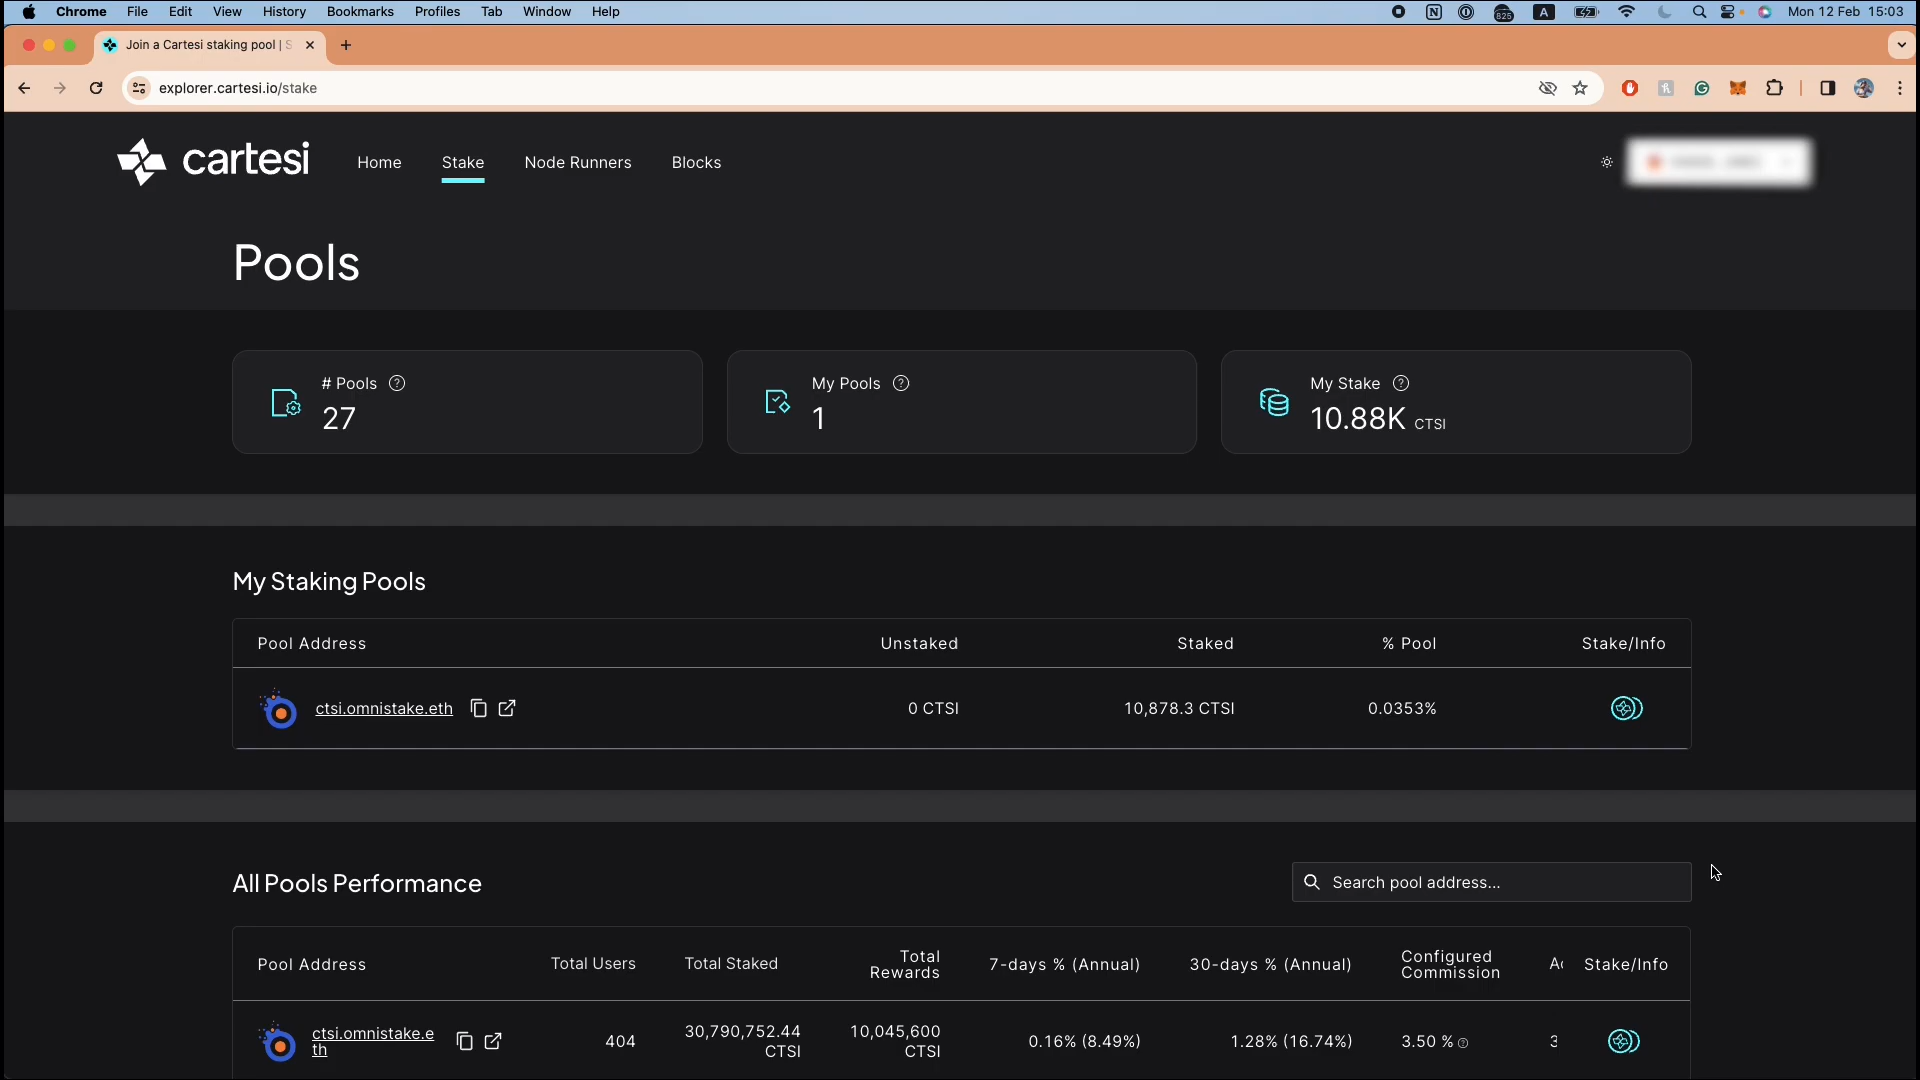 Chrome File Edit View History Bookmarks Profiles Tab Window Help
825 A Mon 12 Feb 15:03
Join a Cartesi staking pool | S
explorer.cartesi.io/stake
cartesi Home Stake Node Runners Blocks
Pools
# Pools ?
27
My Pools ?
1
My Stake ?
10.88K CTSI
My Staking Pools
Pool Address Unstaked Staked % Pool Stake/Info
ctsi.omnistake.eth 0 CTSI 10,878.3 CTSI 0.0353%
All Pools Performance
Search pool address...
Pool Address Total Users Total Staked Total Rewards 7-days % (Annual) 30-days % (Annual) Configured Commission Stake/Info
ctsi.omnistake.e
th
404
30,790,752.44
CTSI
10,045,600
CTSI
0.16% (8.49%) 1.28% (16.74%) 3.50 % 3